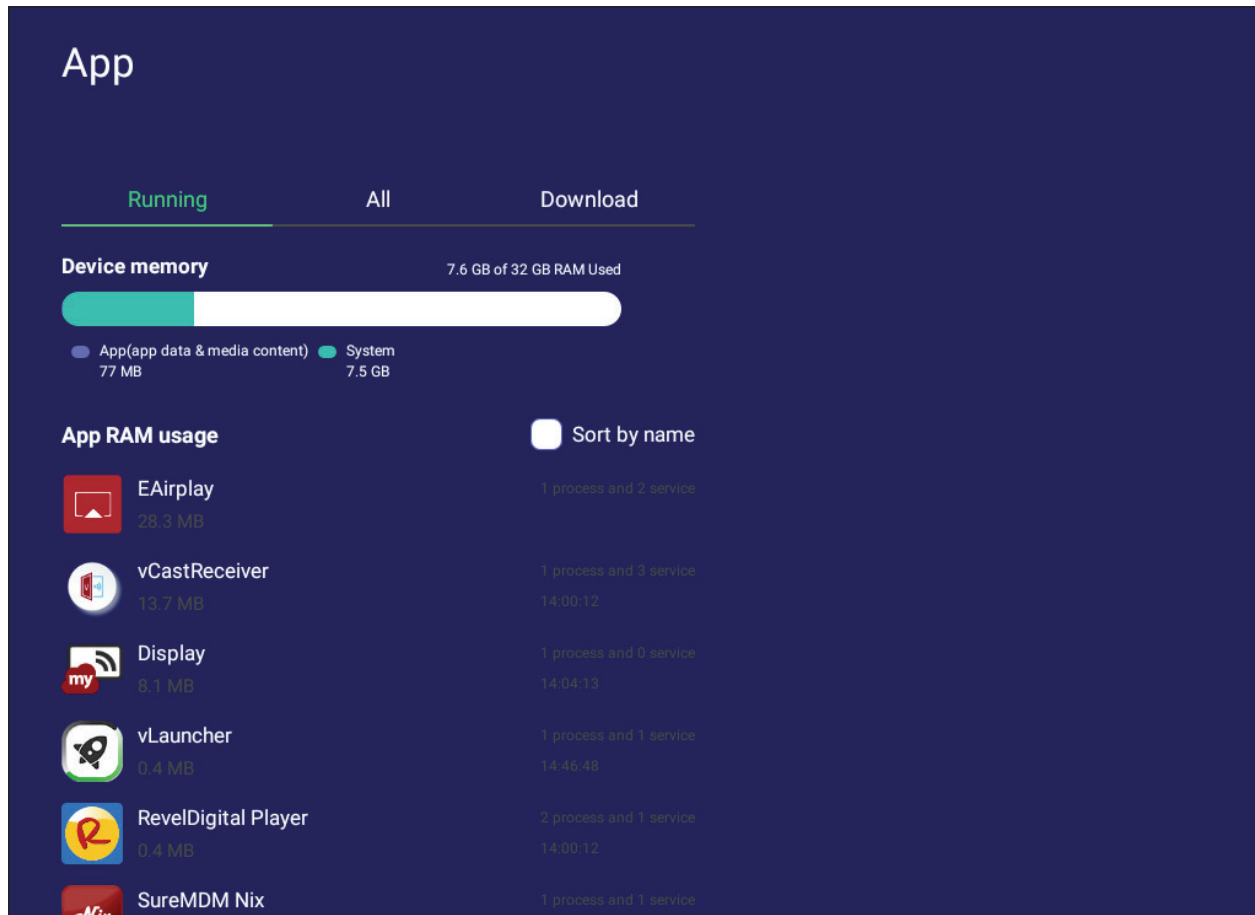 App
Running All Download
Device memory 7.6 GB of 32 GB RAM Used
App(app data & media content) System
77 MB 7.5 GB
App RAM usage Sort by name
EAirplay 1 process and 2 service
28.3 MB
vCastReceiver 1 process and 3 service
13.7 MB 14:00:12
Display 1 process and 0 service
my 8.1 MB 14:04:13
vLauncher 1 process and 1 service
0.4 MB 14:46:48
RevelDigital Player 2 process and 1 service
R 0.4 MB 14:00:12
SureMDM Nix 1 process and 1 service
Nix